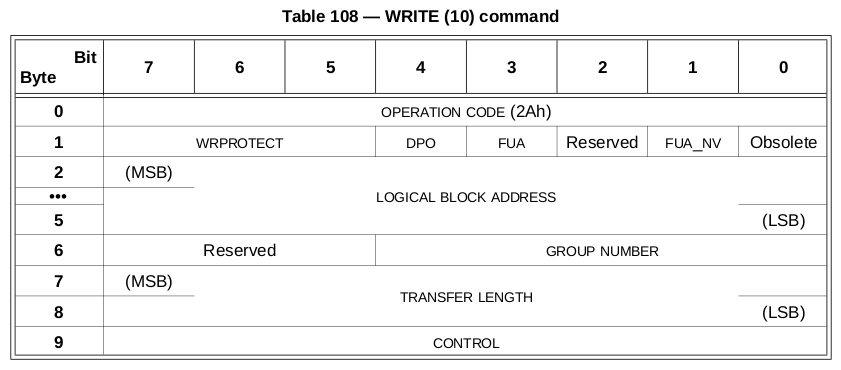 Table 108 — WRITE (10) command
Bit
Byte 7 6 5 4 3 2 1 0
0 OPERATION CODE (2Ah)
1 WRPROTECT DPO FUA Reserved FUA_NV Obsolete
2 (MSB)
••• LOGICAL BLOCK ADDRESS
5 (LSB)
6 Reserved GROUP NUMBER
7 (MSB)
TRANSFER LENGTH
8 (LSB)
9 CONTROL